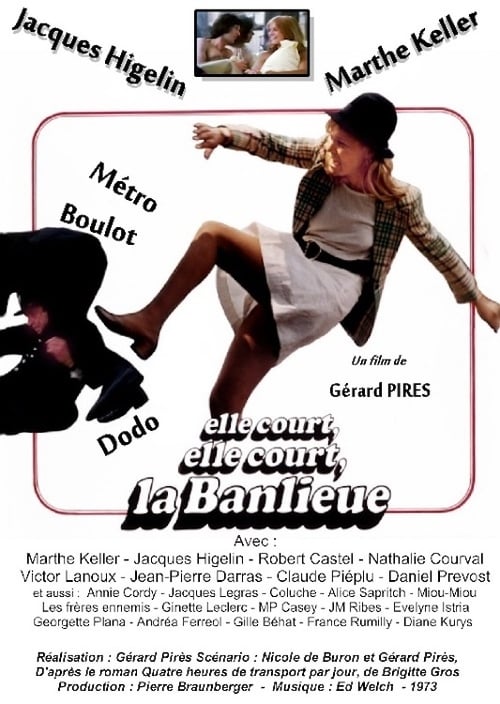 Jacques Higelin
Marthe Keller
Métro
Boulot
Dodo
Un film de
Gérard PIRES
elle court,
elle court,
la Banlieue
Avec :
Marthe Keller - Jacques Higelin - Robert Castel - Nathalie Courval
Victor Lanoux - Jean-Pierre Darras - Claude Piéplu - Daniel Prevost
et aussi : Annie Cordy - Jacques Legras - Coluche - Alice Sapritch - Miou-Miou
Les frères ennemis - Ginette Leclerc - MP Casey - JM Ribes - Evelyne Istria
Georgette Plana - Andréa Ferreol - Gille Béhat - France Rumilly - Diane Kurys
Réalisation : Gérard Pirès Scénario : Nicole de Buron et Gérard Pirès,
D'après le roman Quatre heures de transport par jour, de Brigitte Gros
Production : Pierre Braunberger - Musique : Ed Welch - 1973